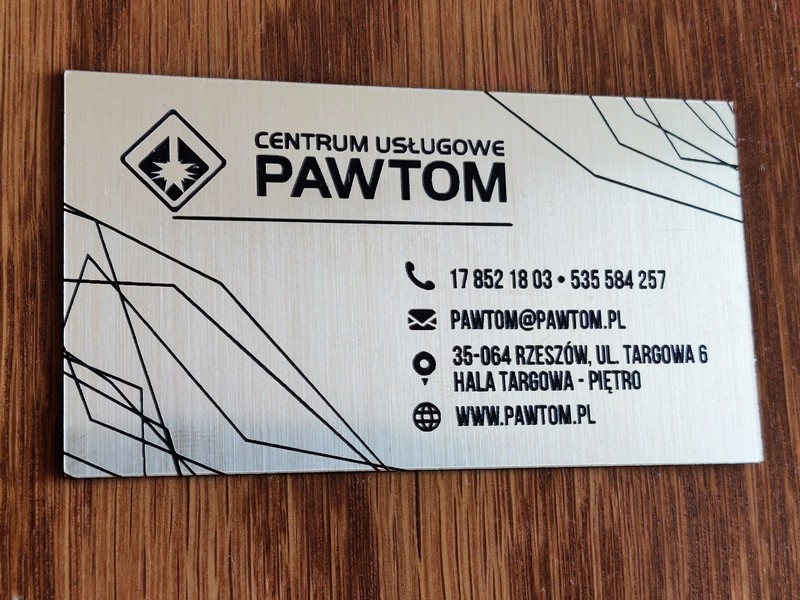 CENTRUM USŁUGOWE
PAWTOM
17 852 18 03 • 535 584 257
PAWTOM@PAWTOM.PL
35-064 RZESZÓW, UL. TARGOWA 6
HALA TARGOWA - PIĘTRO
WWW.PAWTOM.PL